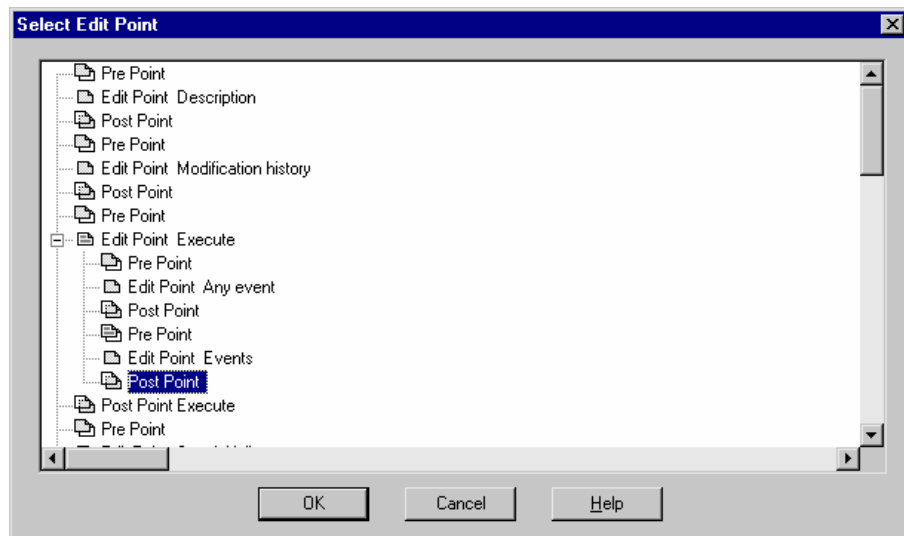 Select Edit Point
Pre Point
Edit Point Description
Post Point
Pre Point
Edit Point Modification history
Post Point
Pre Point
Edit Point Execute
Pre Point
Edit Point Any event
Post Point
Pre Point
Edit Point Events
Post Point
Post Point Execute
Pre Point
OK Cancel Help